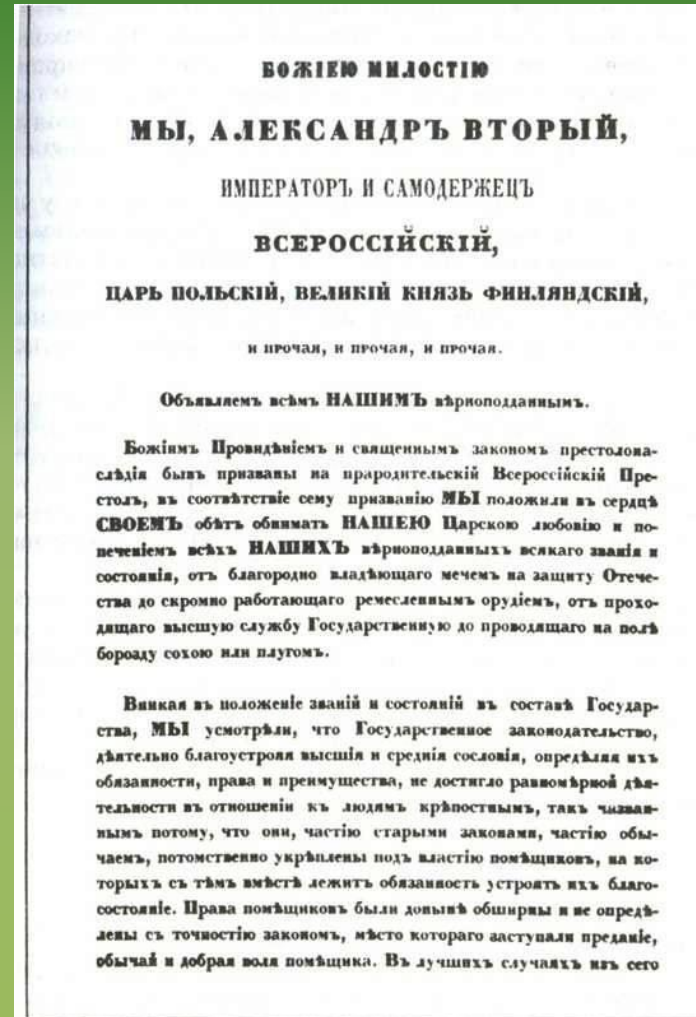 БОЖІЕЮ МИЛОСТІЮ
МЫ, АЛЕКСАНДРЪ ВТОРЫЙ,
ИМПЕРАТОРЪ И САМОДЕРЖЕЦЪ
ВСЕРОССІЙСКІЙ,
ЦАРЬ ПОЛЬСКІЙ, ВЕЛИКІЙ КНЯЗЬ ФИНЛЯНДСКІЙ,
и прочая, и прочая, и прочая.
Объявляемъ всѣмъ НАШИМЪ вѣрноподданнымъ.
Божіимъ Провидѣніемъ и священнымъ закономъ престолона-
слѣдія бывъ призваны на прародительскій Всероссійскій Пре-
столъ, въ соотвѣтствіе сему призванію МЫ положили въ сердцѣ
СВОЕМЪ обѣтъ обнимать НАШЕЮ Царскою любовію и по-
печеніемъ всѣхъ НАШИХЪ вѣрноподданныхъ всякаго званія и
состоянія, отъ благородно владѣющаго мечемъ на защиту Отече-
ства до скромно работающаго ремесленнымъ орудіемъ, отъ прохо-
дящаго высшую службу Государственную до проводящаго на полѣ
борозду сохою или плугомъ.
Вникая въ положеніе званій и состояній въ составѣ Государ-
ства, МЫ усмотрѣли, что Государственное законодательство,
дѣятельно благоустрояя высшія и среднія сословія, опредѣляя ихъ
обязанности, права и преимущества, не достигло равномѣрной дѣя-
тельности въ отношеніи къ людямъ крѣпостнымъ, такъ назван-
нымъ потому, что они, частію старыми законами, частію обы-
чаемъ, потомственно укрѣплены подъ властію помѣщиковъ, на ко-
торыхъ съ тѣмъ вмѣстѣ лежитъ обязанность устроять ихъ благо-
состояніе. Права помѣщиковъ были донынѣ обширны и не опредѣ-
лены съ точностію закономъ, мѣсто котораго заступали преданіе,
обычай и добрая воля помѣщика. Въ лучшихъ случаяхъ изъ сего